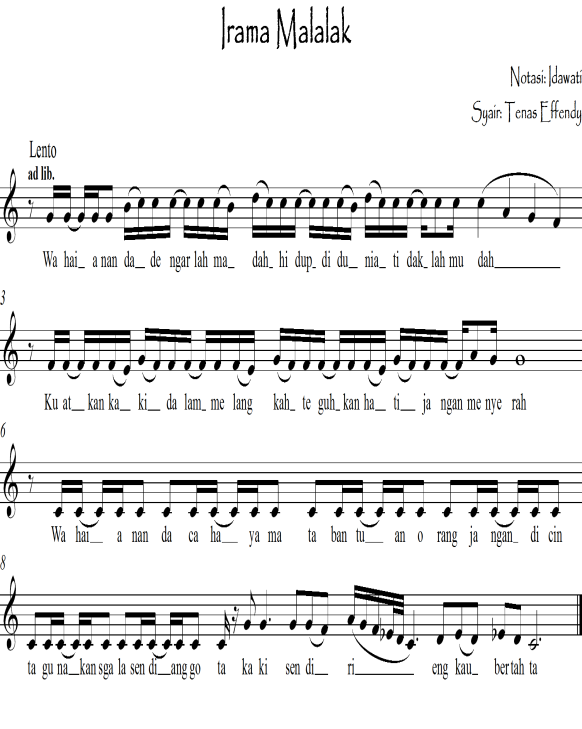 Irama Malalak
Notasi: Idawati
Syair: Tenas Effendy
Lento
ad lib.
Wa hai_ a nan da_ de ngar lah ma_ dah_ hi dup_ di du_ nia_ ti dak_ lah mu dah_
3
Ku at_ kan ka_ ki_ da lam_ me lang kah_ te guh_ kan ha_ ti_ ja ngan me nye rah
6
Wa hai_ a nan da ca ha_ ya ma ta ban tu_ an o rang ja ngan_ di cin
8
ta gu na_ kan sga la sen di_ ang go ta ka ki sen di_ ri_ eng kau_ ber tah ta